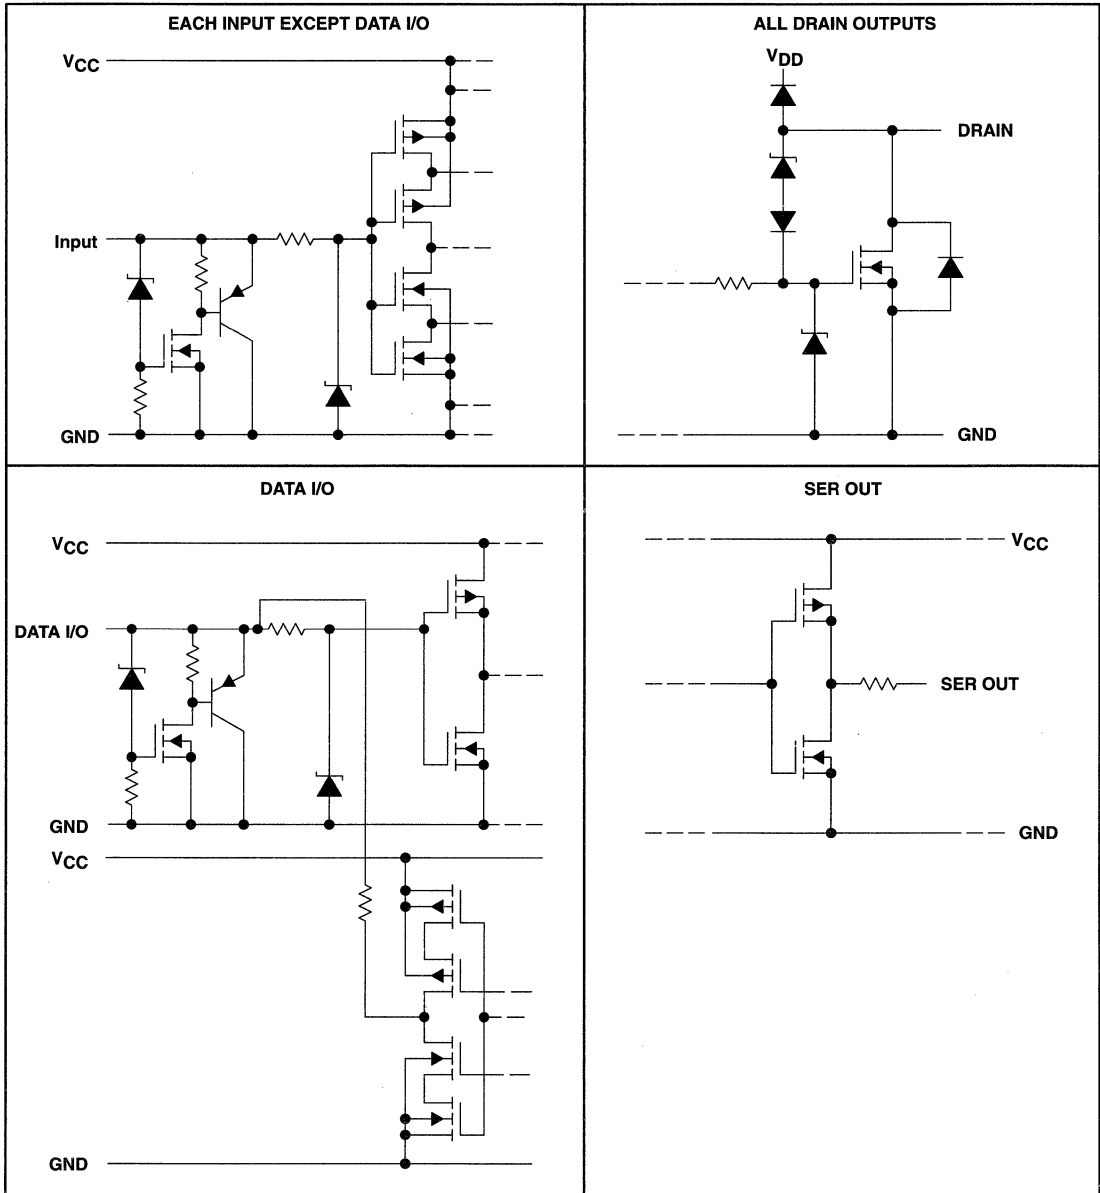 EACH INPUT EXCEPT DATA I/O
VCC
Input
GND
ALL DRAIN OUTPUTS
VDD
DRAIN
GND
DATA I/O
VCC
DATA I/O
GND
VCC
GND
SER OUT
VCC
SER OUT
GND